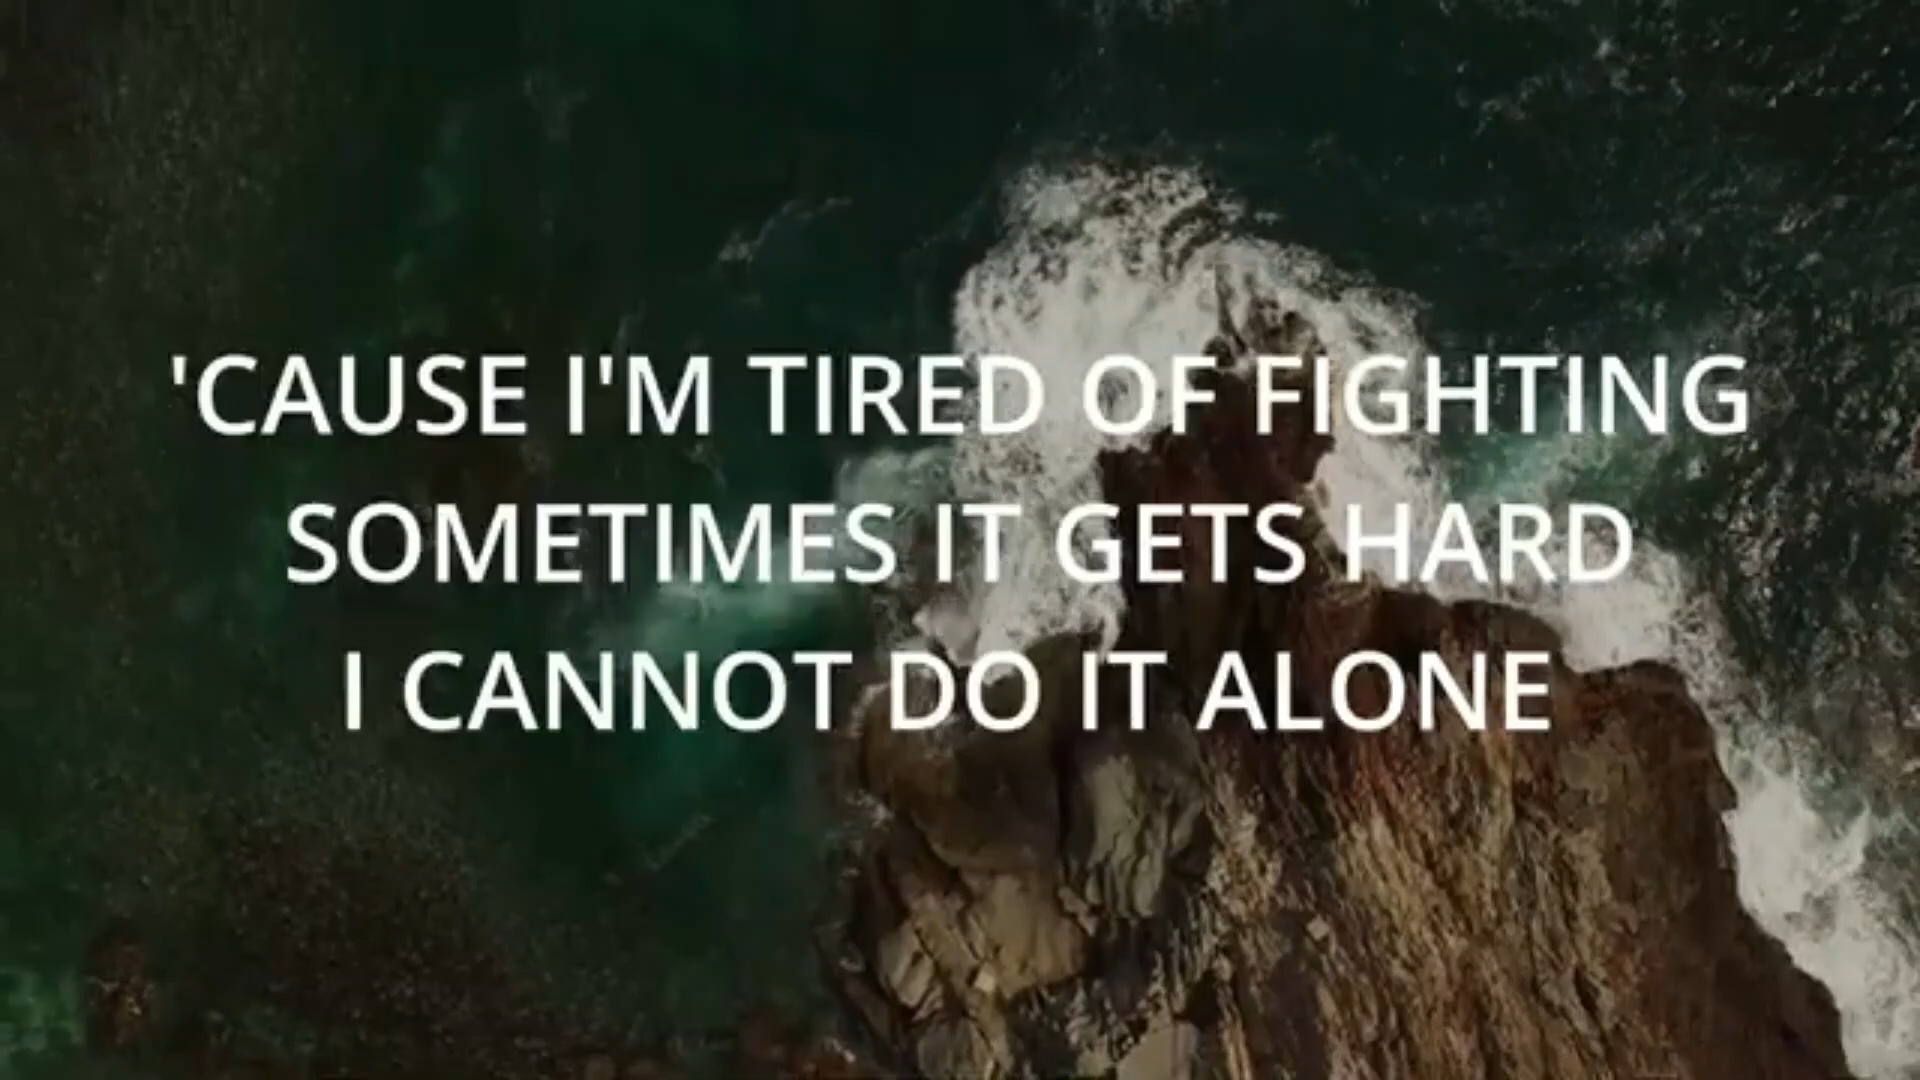 'CAUSE I'M TIRED OF FIGHTING
SOMETIMES IT GETS HARD
I CANNOT DO IT ALONE